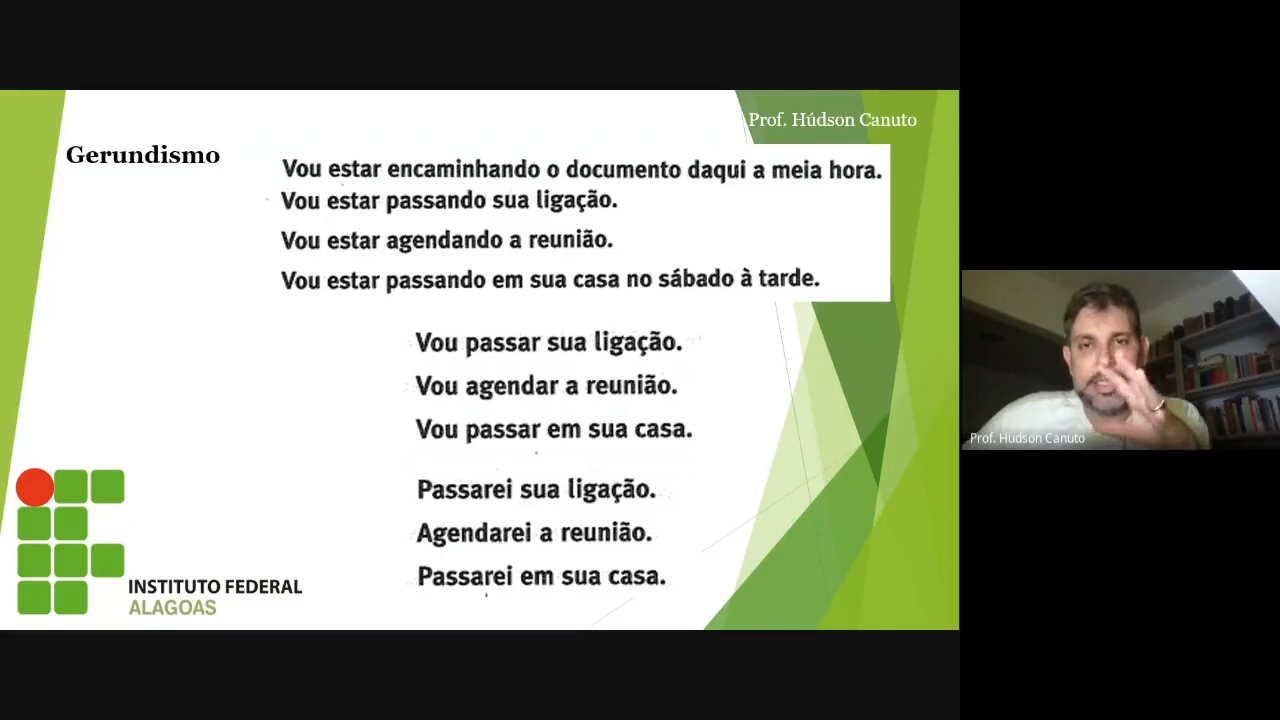 Prof. Húdson Canuto
Gerundismo
Vou estar encaminhando o documento daqui a meia hora.
Vou estar passando sua ligação.
Vou estar agendando a reunião.
Vou estar passando em sua casa no sábado à tarde.
Vou passar sua ligação.
Vou agendar a reunião.
Vou passar em sua casa.
Passarei sua ligação.
Agendarei a reunião.
Passarei em sua casa.
INSTITUTO FEDERAL
ALAGOAS
Prof. Hudson Canuto